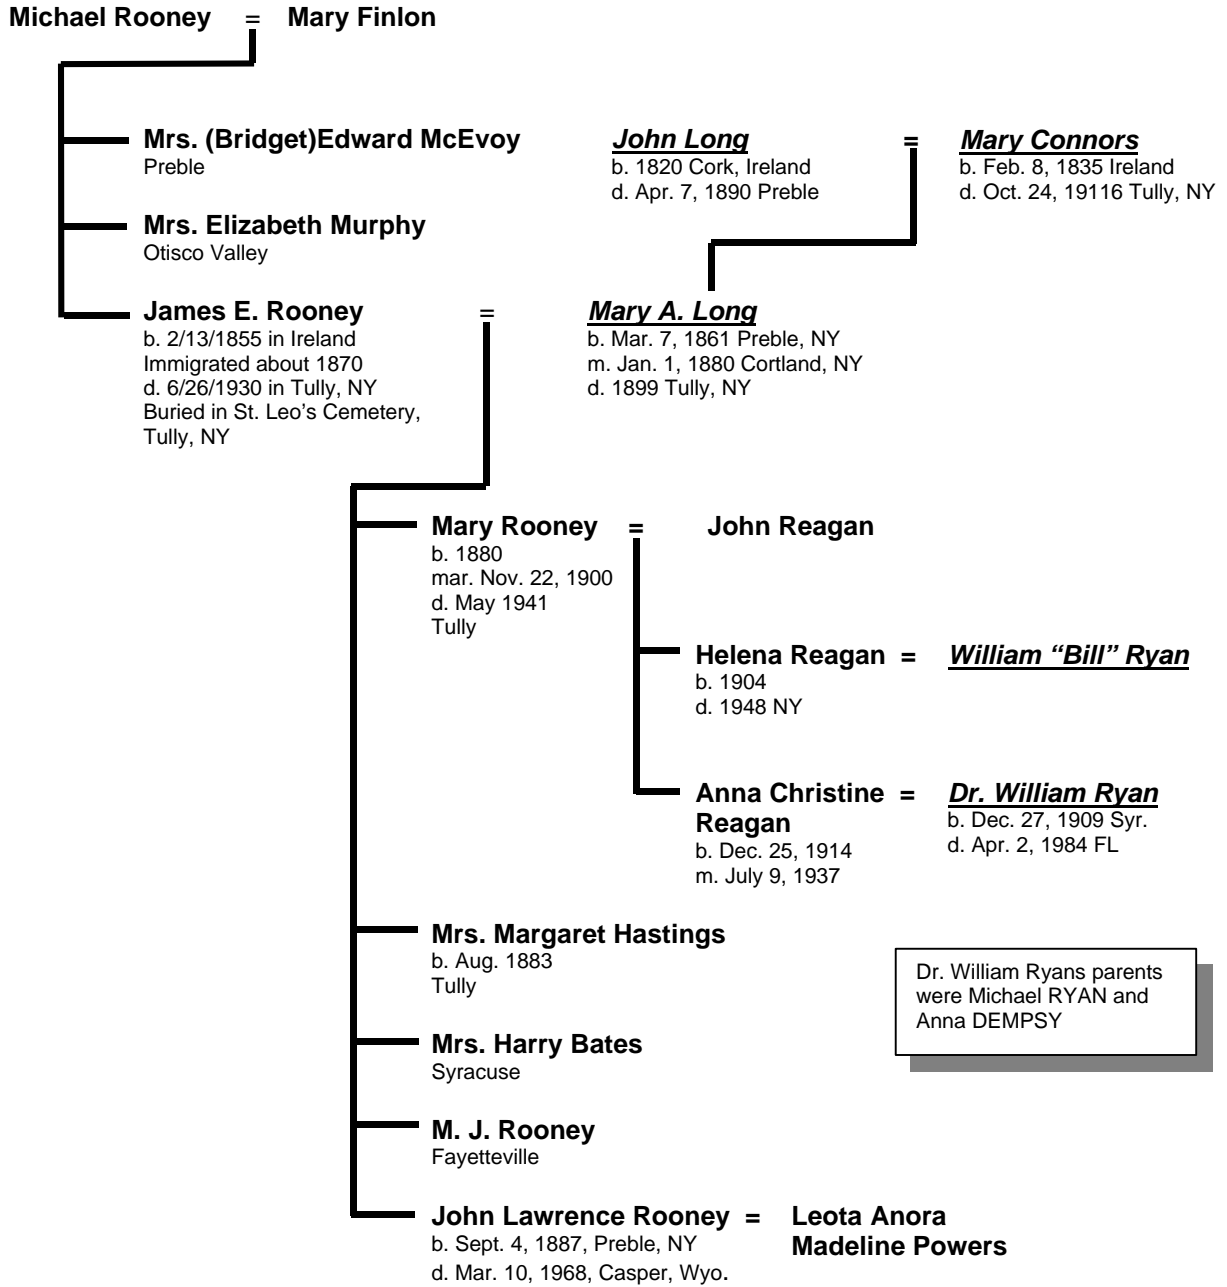 Michael Rooney = Mary Finlon
Mrs. (Bridget)Edward McEvoy
Preble
John Long = Mary Connors
b. 1820 Cork, Ireland
d. Apr. 7, 1890 Preble
b. Feb. 8, 1835 Ireland
d. Oct. 24, 19116 Tully, NY
Mrs. Elizabeth Murphy
Otisco Valley
James E. Rooney = Mary A. Long
b. 2/13/1855 in Ireland
Immigrated about 1870
d. 6/26/1930 in Tully, NY
Buried in St. Leo’s Cemetery,
Tully, NY
b. Mar. 7, 1861 Preble, NY
m. Jan. 1, 1880 Cortland, NY
d. 1899 Tully, NY
Mary Rooney = John Reagan
b. 1880
mar. Nov. 22, 1900
d. May 1941
Tully
Helena Reagan = William “Bill” Ryan
b. 1904
d. 1948 NY
Anna Christine = Dr. William Ryan
Reagan
b. Dec. 25, 1914
m. July 9, 1937
b. Dec. 27, 1909 Syr.
d. Apr. 2, 1984 FL
Mrs. Margaret Hastings
b. Aug. 1883
Tully
Dr. William Ryans parents
were Michael RYAN and
Anna DEMPSY
Mrs. Harry Bates
Syracuse
M. J. Rooney
Fayetteville
John Lawrence Rooney = Leota Anora
Madeline Powers
b. Sept. 4, 1887, Preble, NY
d. Mar. 10, 1968, Casper, Wyo.